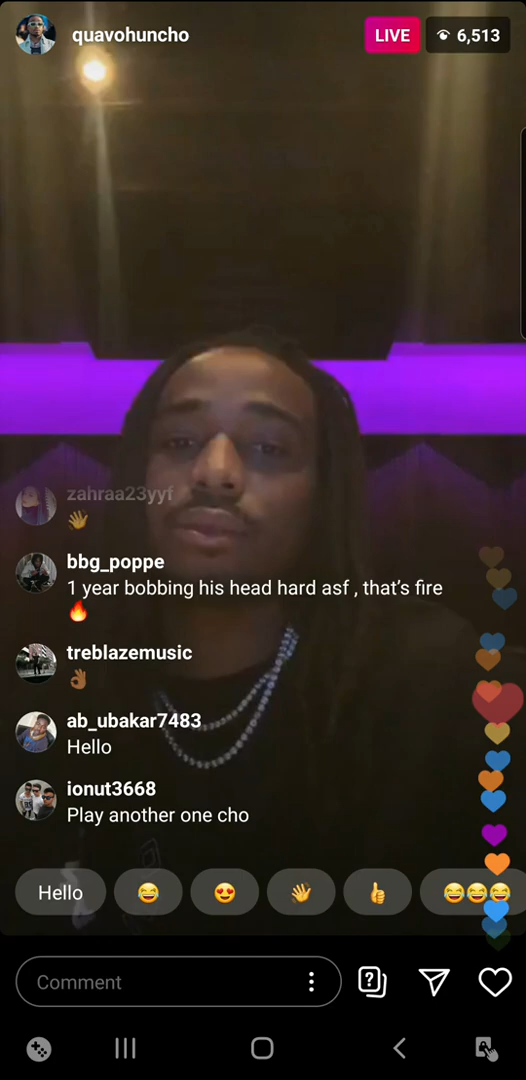 quavohuncho
LIVE
6,513
zahraa23yyf
👋
bbg_poppe
1 year bobbing his head hard asf , that's fire
🔥
treblazemusic
👌🏾
ab_ubakar7483
Hello
ionut3668
Play another one cho
Hello 😂 😍 👋 👍 😂😂😂
Comment